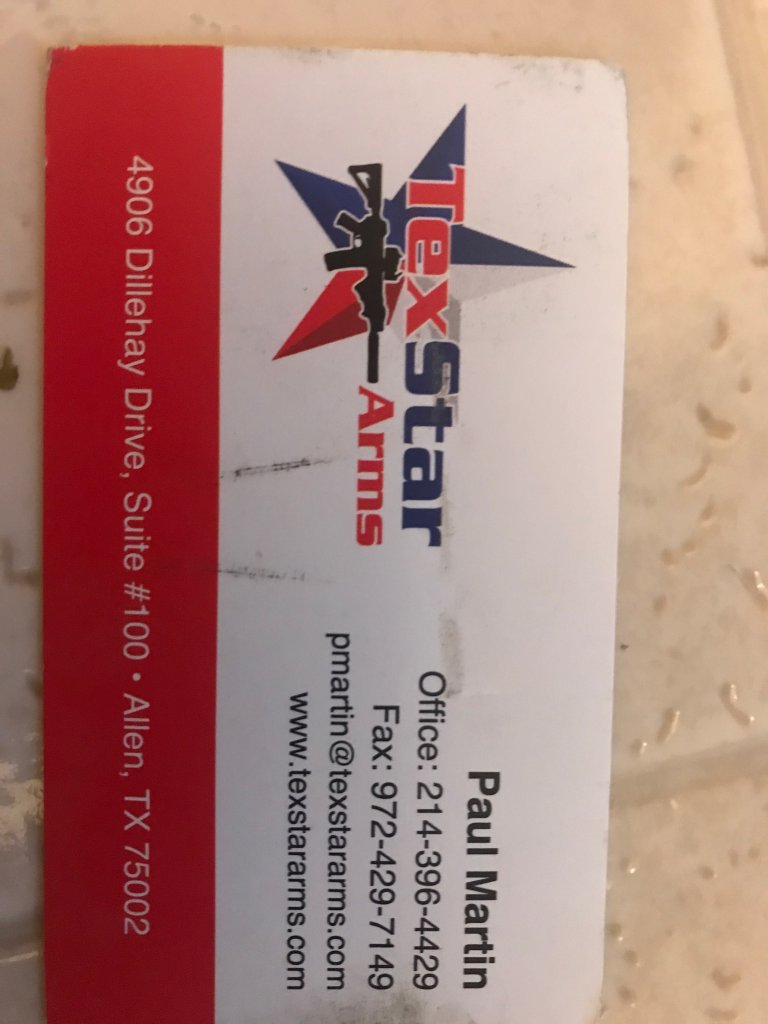 TexStar
Arms
Paul Martin
Office: 214-396-4429
Fax: 972-429-7149
pmartin@texstararms.com
www.texstararms.com
4906 Dillehay Drive, Suite #100 • Allen, TX 75002